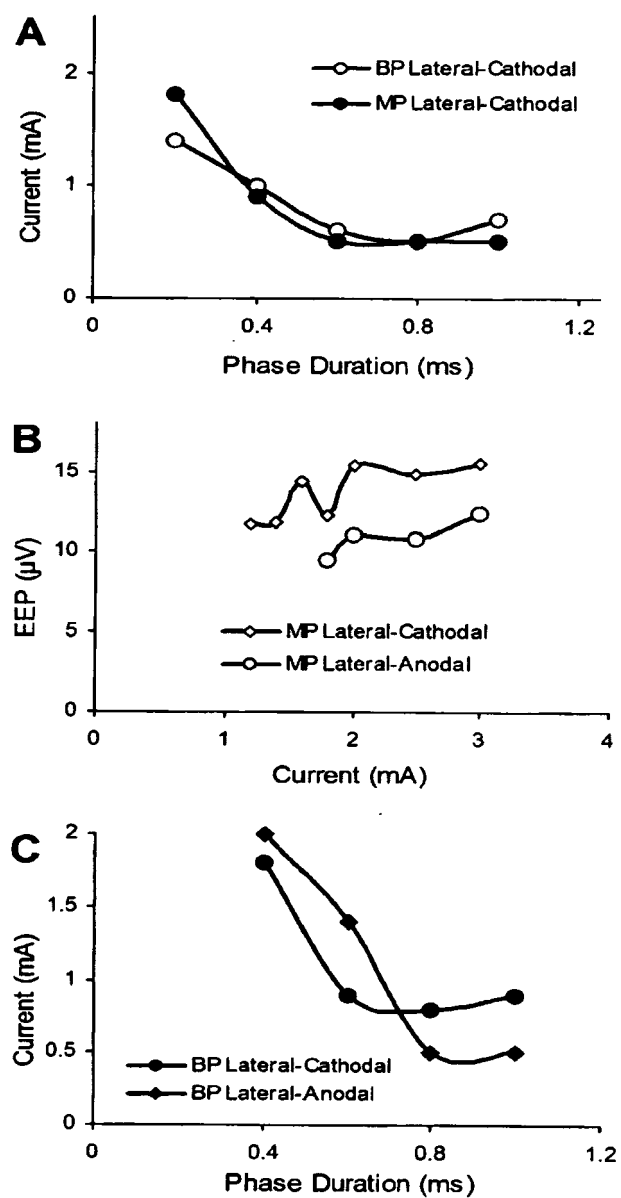 A
2
BP Lateral-Cathodal
MP Lateral-Cathodal
Current (mA)
1
0
0 0.4 0.8 1.2
Phase Duration (ms)
B
15
EEP (µV)
10
5
MP Lateral-Cathodal
MP Lateral-Anodal
0
0 1 2 3 4
Current (mA)
C
2
1.5
Current (mA)
1
0.5
BP Lateral-Cathodal
BP Lateral-Anodal
0
0 0.4 0.8 1.2
Phase Duration (ms)